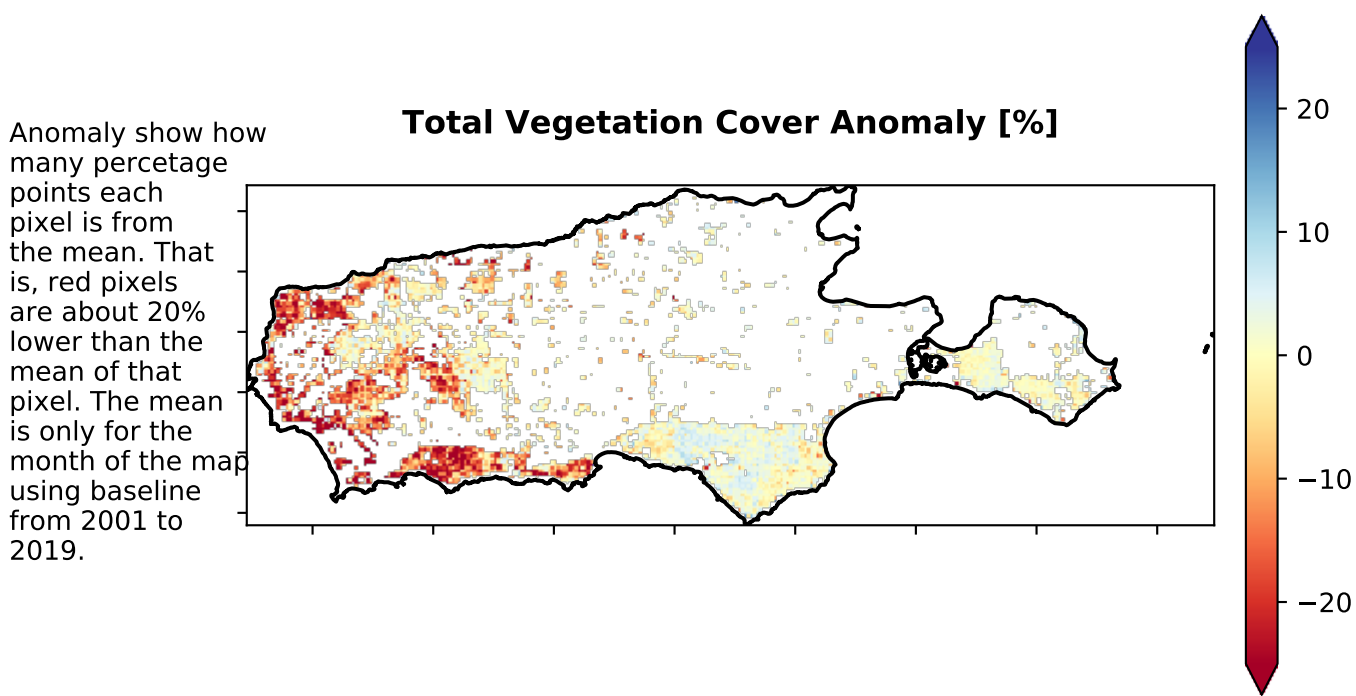 Total Vegetation Cover Anomaly [%]
Anomaly show how
many percetage
points each
pixel is from
the mean. That
is, red pixels
are about 20%
lower than the
mean of that
pixel. The mean
is only for the
month of the map
using baseline
from 2001 to
2019.
20
10
0
−10
−20